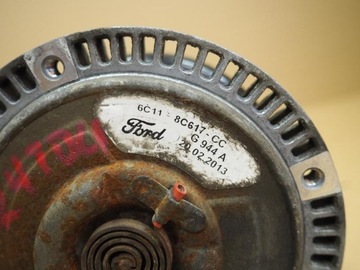 6C11 - 8C617 - CC
Ford
G 944 A
20.02.2013